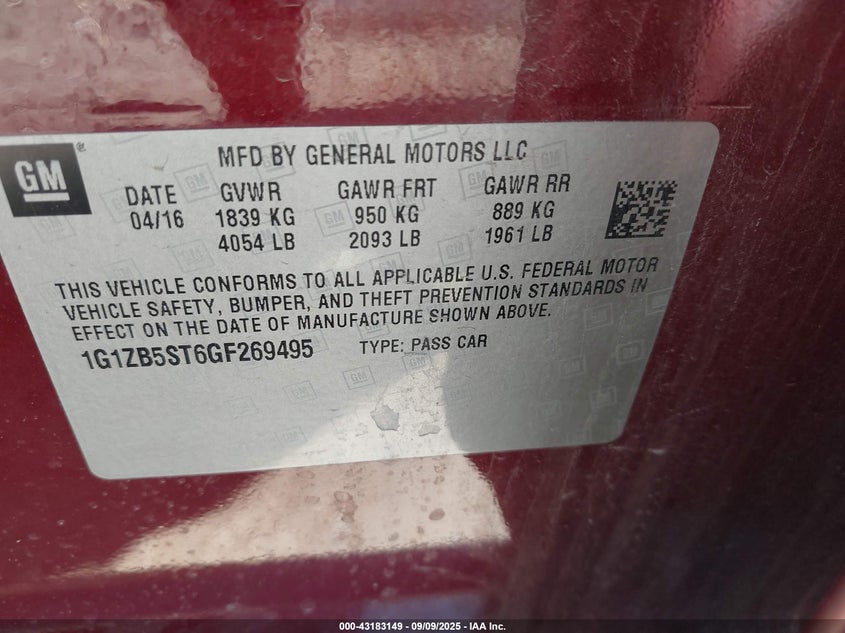 GM
MFD BY GENERAL MOTORS LLC
DATE GVWR GAWR FRT GAWR RR
04/16 1839 KG 950 KG 889 KG
4054 LB 2093 LB 1961 LB
THIS VEHICLE CONFORMS TO ALL APPLICABLE U.S. FEDERAL MOTOR
VEHICLE SAFETY, BUMPER, AND THEFT PREVENTION STANDARDS IN
EFFECT ON THE DATE OF MANUFACTURE SHOWN ABOVE.
1G1ZB5ST6GF269495 TYPE: PASS CAR
000-43183149 - 09/09/2025 - IAA Inc.